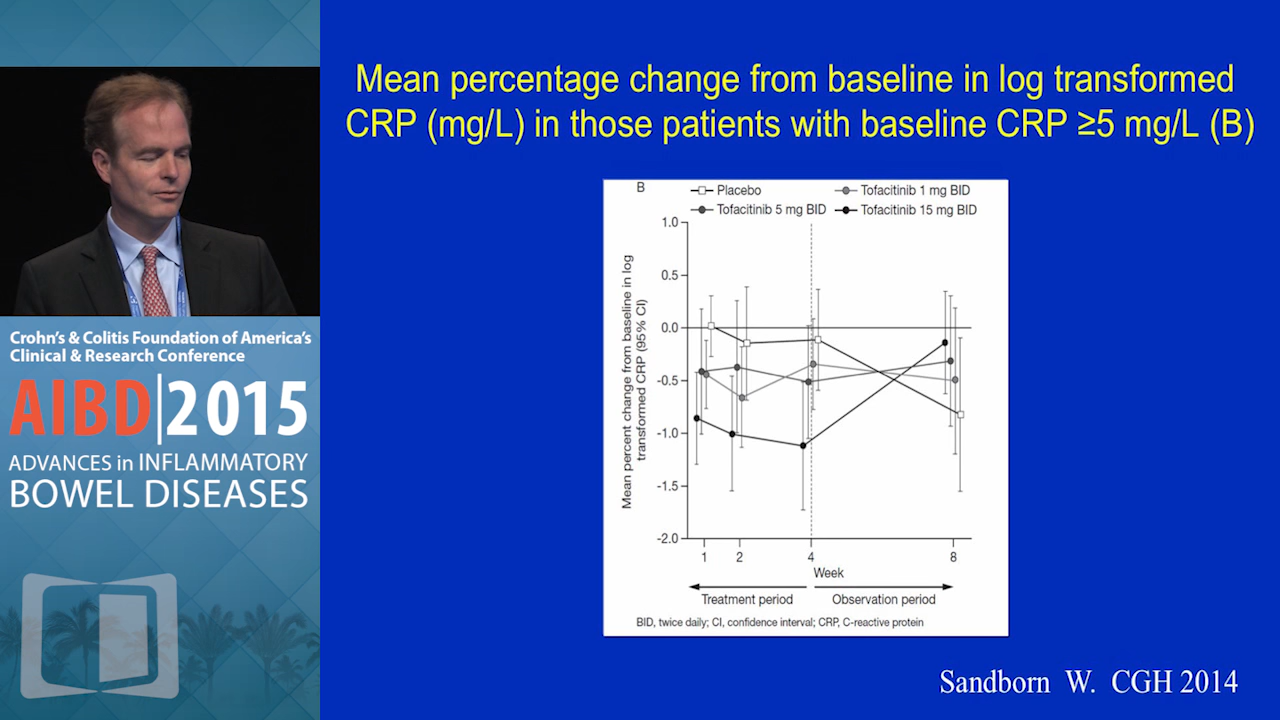 Mean percentage change from baseline in log transformed
CRP (mg/L) in those patients with baseline CRP ≥5 mg/L (B)
B
Placebo
Tofacitinib 1 mg BID
Tofacitinib 5 mg BID
Tofacitinib 15 mg BID
Mean percent change from baseline in log
transformed CRP (95% CI)
1.0
0.5
0.0
-0.5
-1.0
-1.5
-2.0
1 2 4 8
Week
Treatment period
Observation period
BID, twice daily; CI, confidence interval; CRP, C-reactive protein
Sandborn W. CGH 2014
Crohn's & Colitis Foundation of America's
Clinical & Research Conference
AIBD|2015
ADVANCES in INFLAMMATORY
BOWEL DISEASES